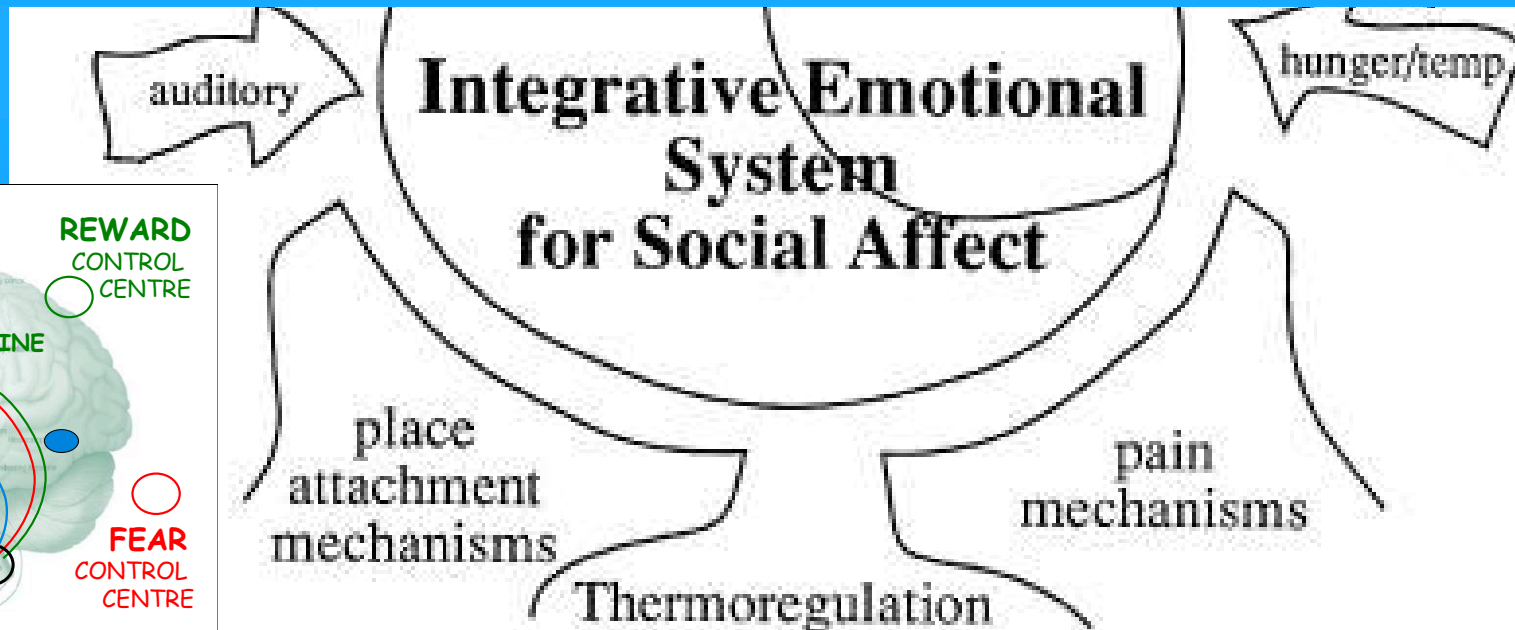 auditory
hunger/temp
Integrative Emotional
System
for Social Affect
REWARD
CONTROL
CENTRE
INE
place
attachment
mechanisms
pain
mechanisms
FEAR
CONTROL
CENTRE
Thermoregulation